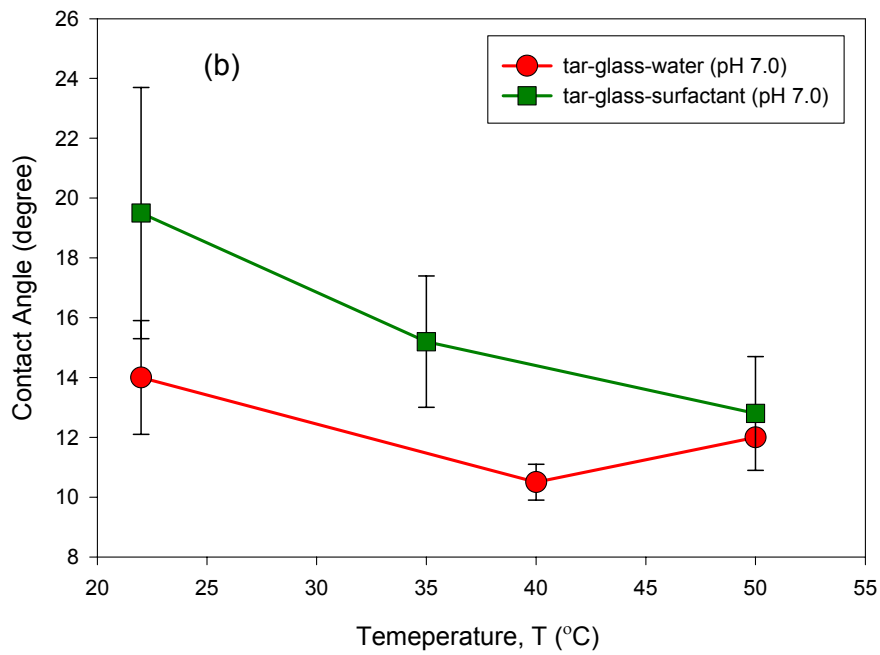 (b)
tar-glass-water (pH 7.0)
tar-glass-surfactant (pH 7.0)
Contact Angle (degree)
26
24
22
20
18
16
14
12
10
8
20 25 30 35 40 45 50 55
Temeperature, T (°C)